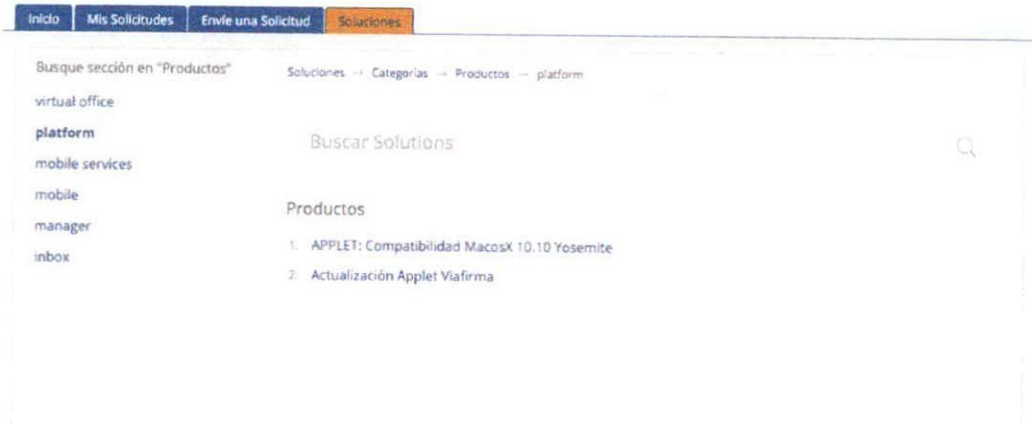 Inicio Mis Solicitudes Envíe una Solicitud Soluciones
Busque sección en "Productos"
virtual office
platform
mobile services
mobile
manager
inbox
Soluciones → Categorías → Productos → platform
Buscar Solutions
Productos
1. APPLET: Compatibilidad MacosX 10.10 Yosemite
2. Actualización Applet Viafirma